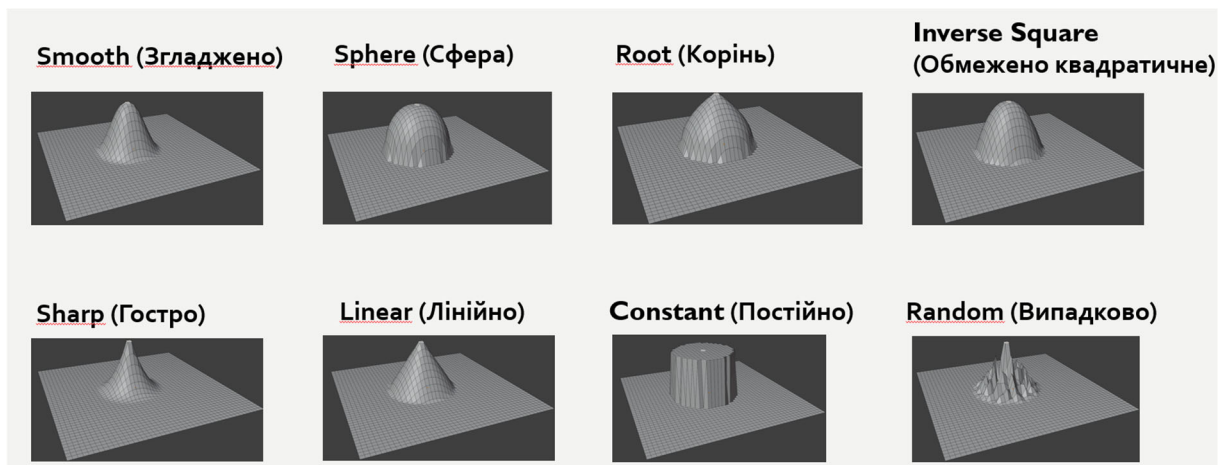 Smooth (Згладжено)
Sphere (Сфера)
Root (Корінь)
Inverse Square
(Обмежено квадратичне)
Sharp (Гостро)
Linear (Лінійно)
Constant (Постійно)
Random (Випадково)